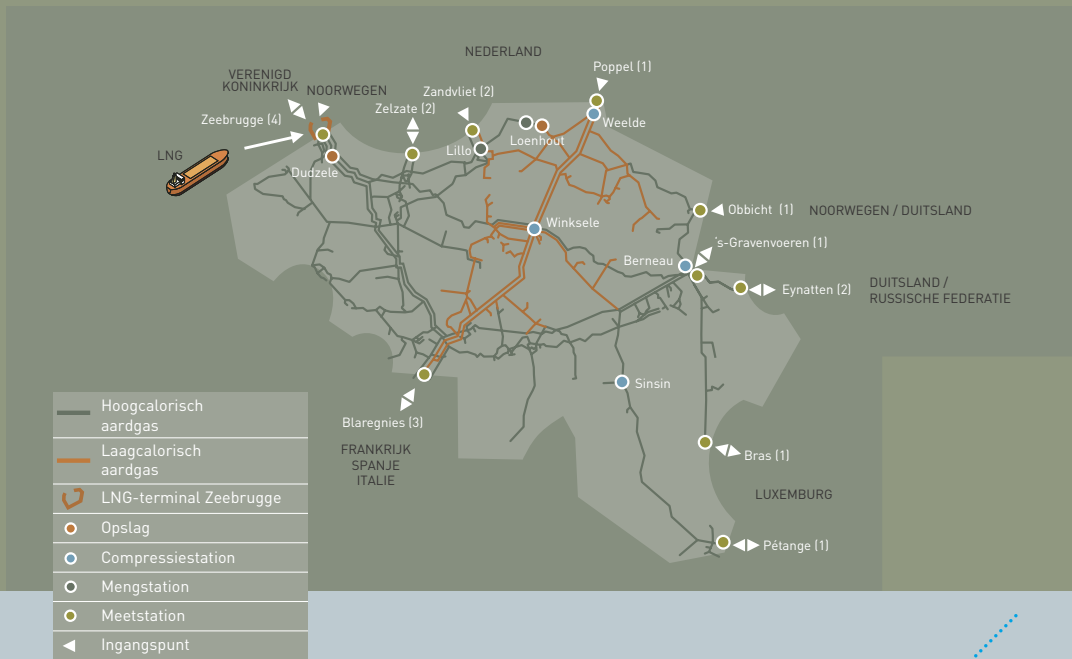 NEDERLAND
Poppel (1)
VERENIGD
KONINKRIJK
NOORWEGEN
Zandvliet (2)
Zelzate (2)
Zeebrugge (4)
Weelde
Loenhout
Lillo
LNG
Dudzele
Obbicht (1)
NOORWEGEN / DUITSLAND
Winksele
's-Gravenvoeren (1)
Berneau
Eynatten (2)
DUITSLAND /
RUSSISCHE FEDERATIE
Sinsin
Blaregnies (3)
FRANKRIJK
SPANJE
ITALIE
Bras (1)
LUXEMBURG
Pétange (1)
Hoogcalorisch
aardgas
Laagcalorisch
aardgas
LNG-terminal Zeebrugge
Opslag
Compressiestation
Mengstation
Meetstation
Ingangspunt